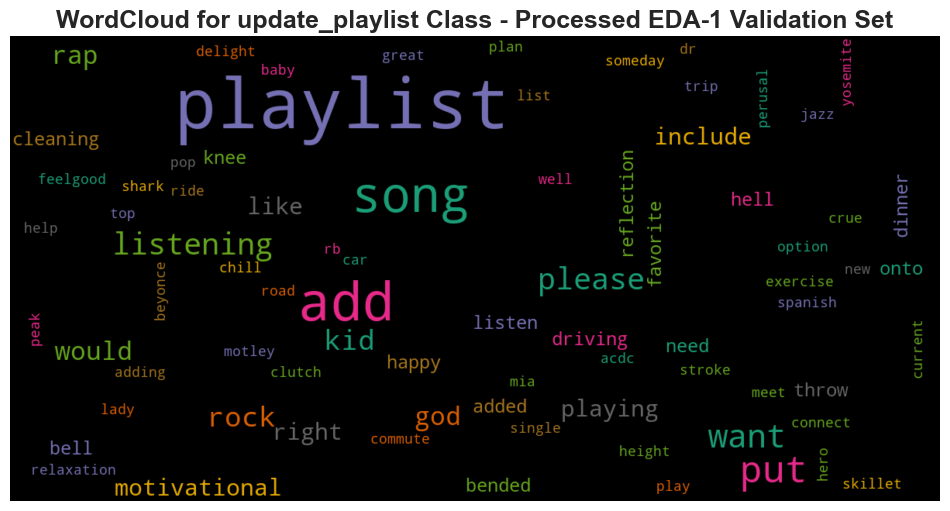 WordCloud for update_playlist Class - Processed EDA-1 Validation Set
rap
delight
baby
great
plan
someday
dr
yosemite
playlist
list
trip
perusal
jazz
cleaning
include
pop
knee
feelgood
shark
ride
like
song
well
reflection
favorite
hell
dinner
top
help
crue
listening
rb
car
option
chill
beyonce
road
add
please
new
onto
exercise
spanish
peak
listen
kid
driving
need
current
would
motley
happy
acdc
stroke
adding
clutch
mia
meet
throw
lady
rock
right
god
added
playing
single
commute
want
connect
bell
height
hero
relaxation
motivational
bended
play
put
skillet